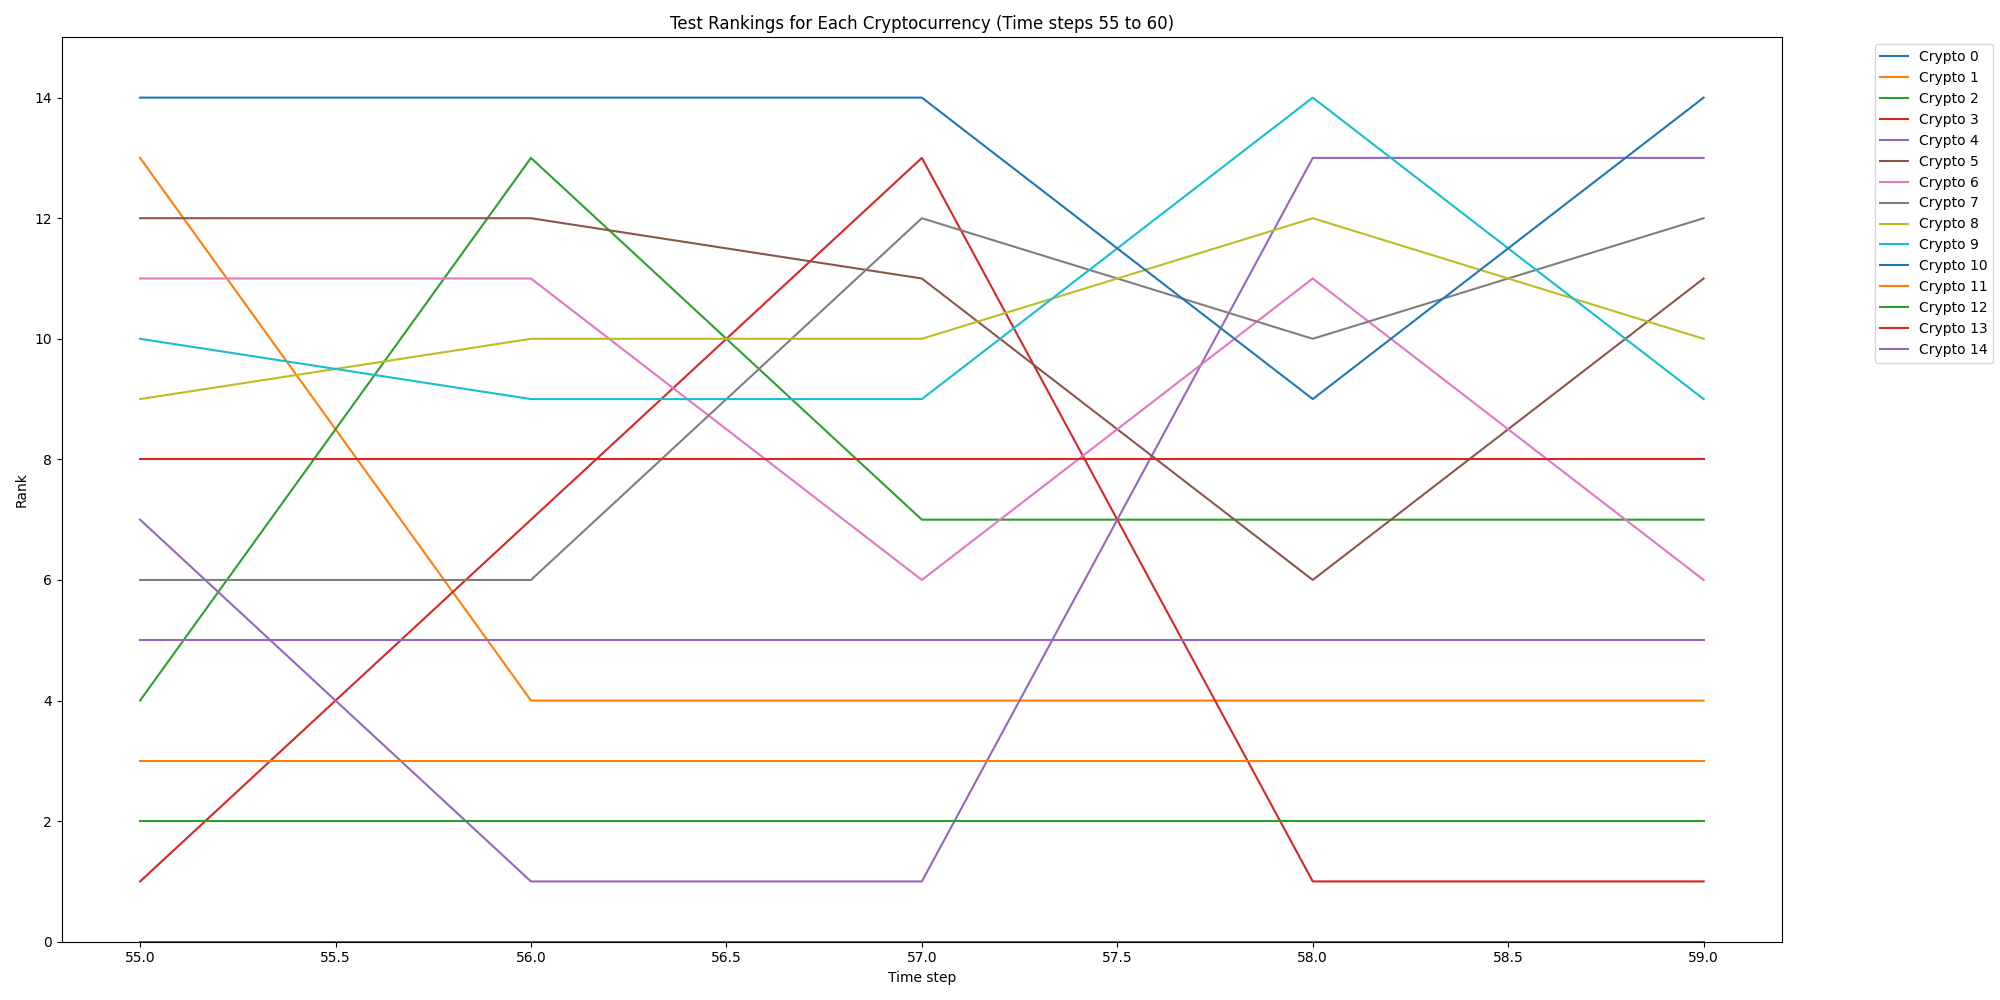 Test Rankings for Each Cryptocurrency (Time steps 55 to 60)
Rank
14
12
10
8
6
4
2
0
55.0 55.5 56.0 56.5 57.0 57.5 58.0 58.5 59.0
Time step
Crypto 0
Crypto 1
Crypto 2
Crypto 3
Crypto 4
Crypto 5
Crypto 6
Crypto 7
Crypto 8
Crypto 9
Crypto 10
Crypto 11
Crypto 12
Crypto 13
Crypto 14